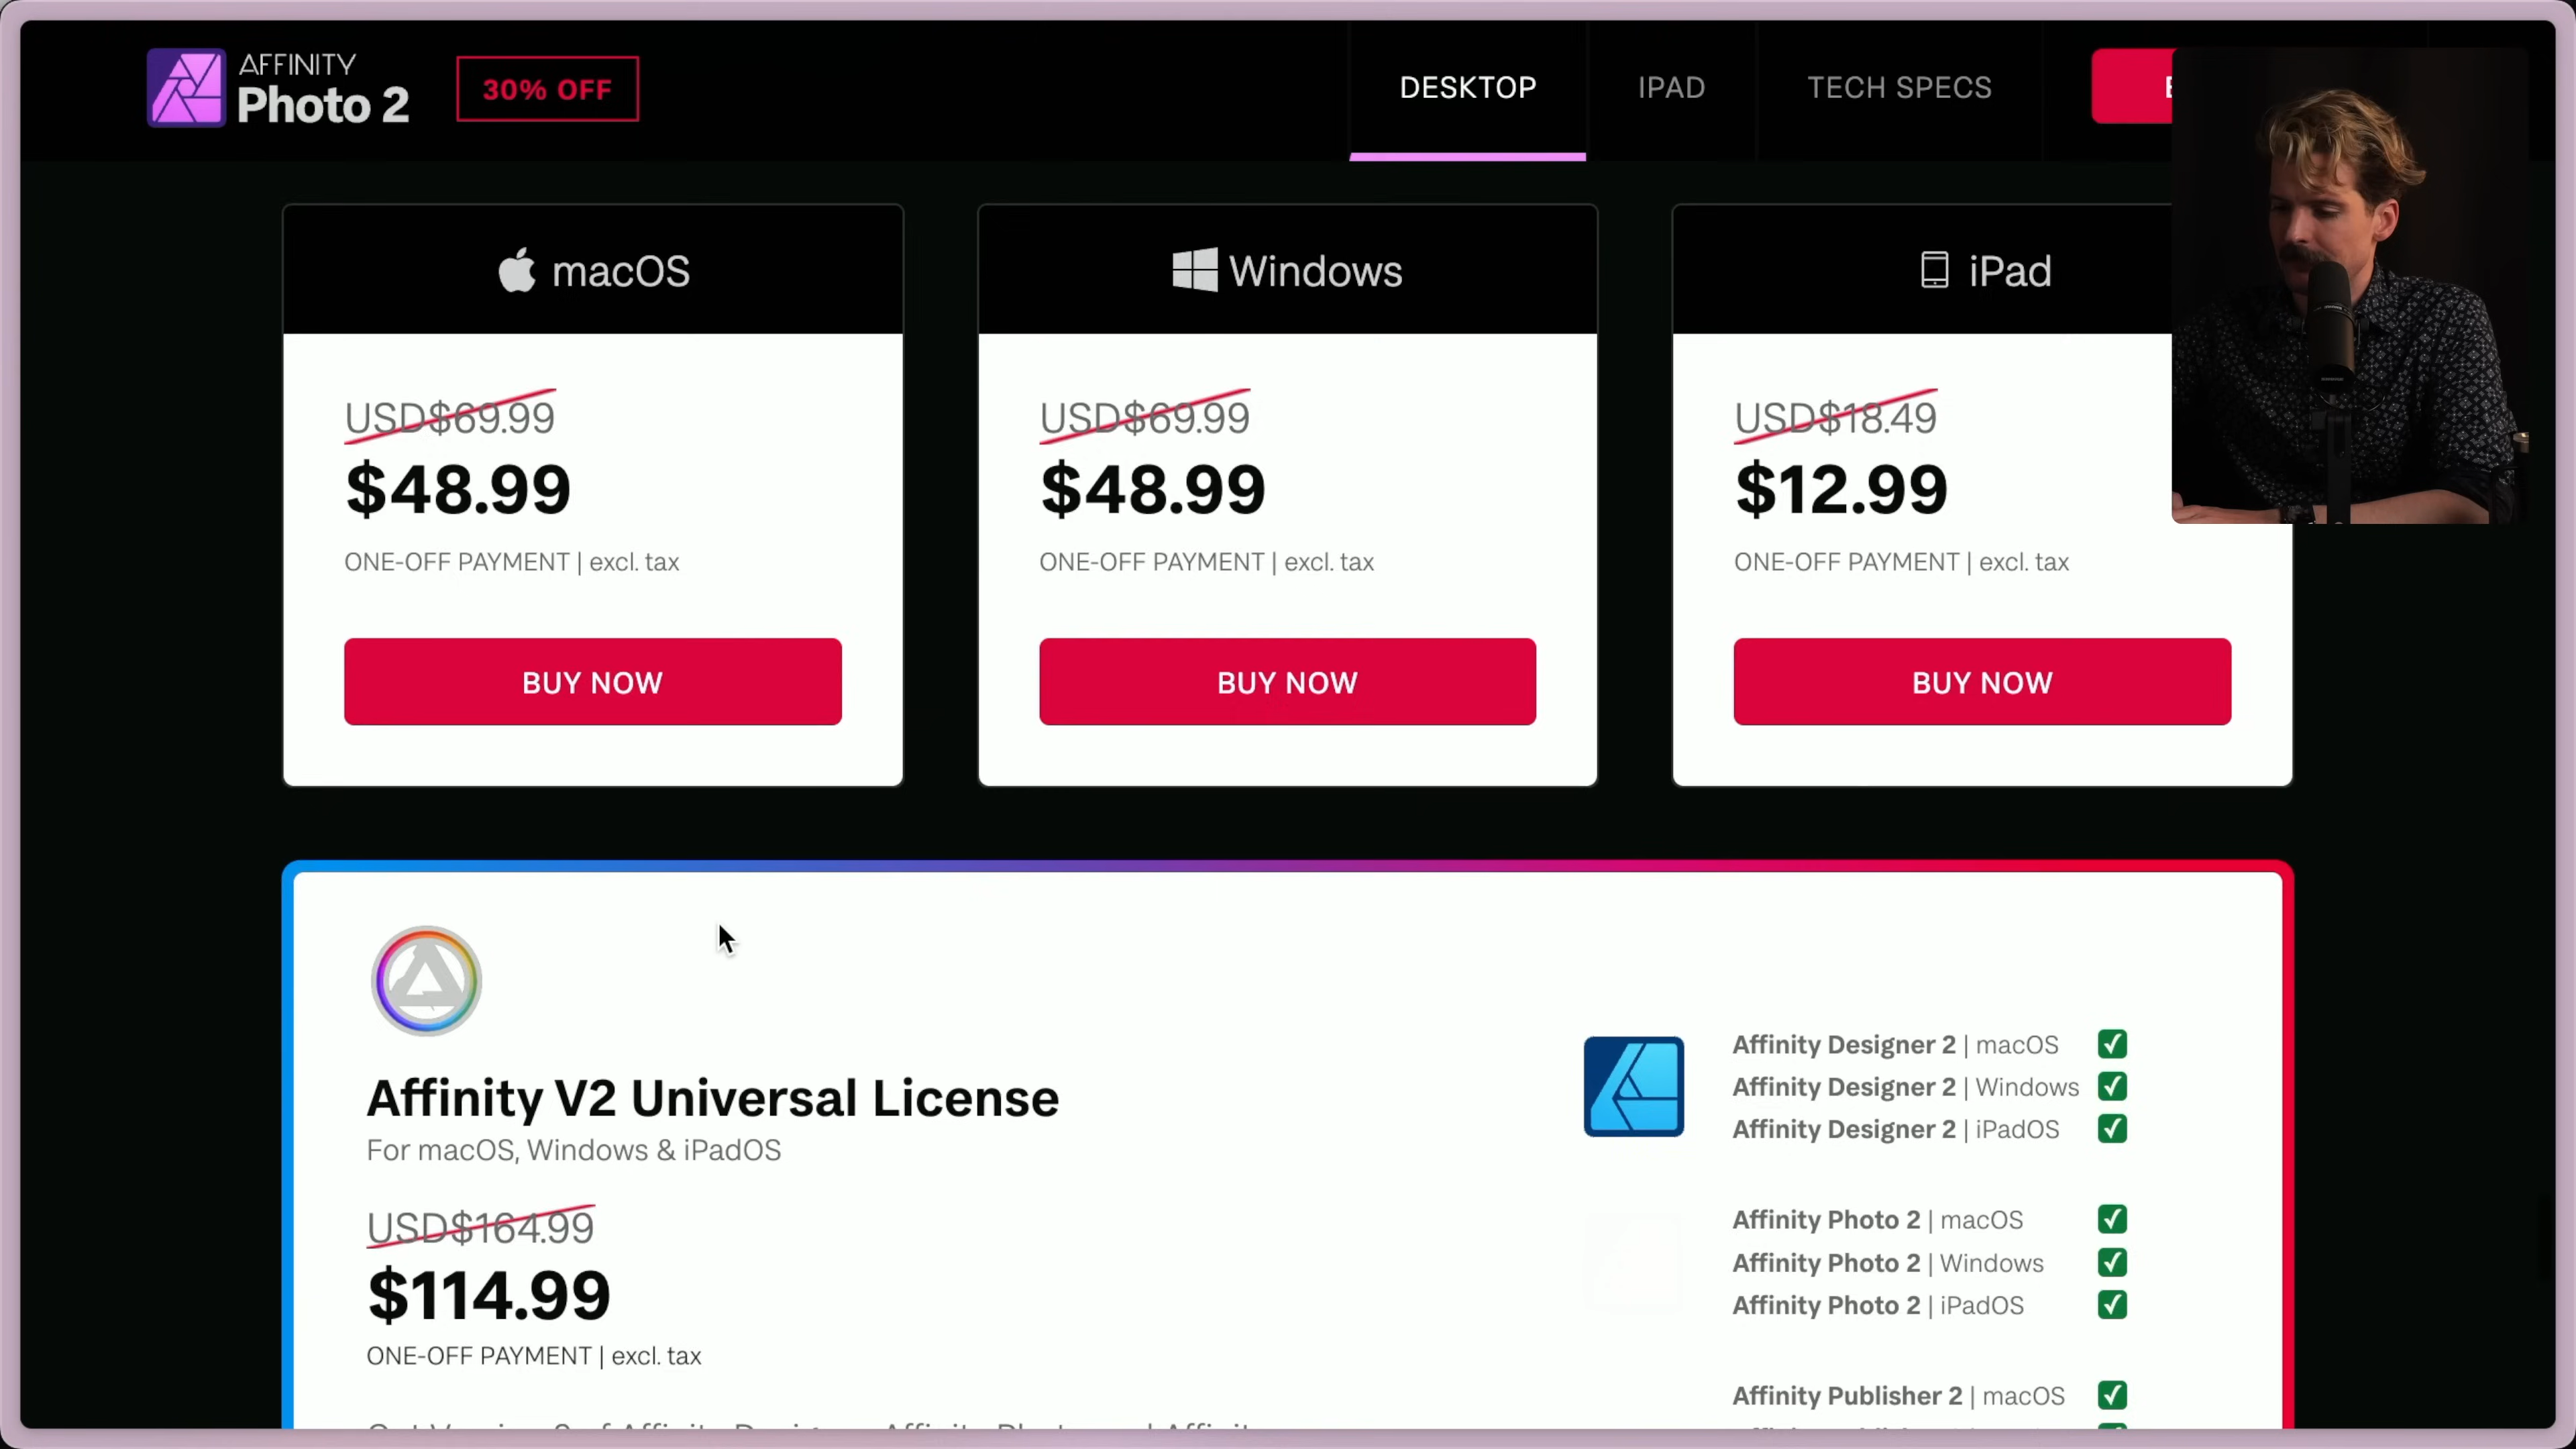 AFFINITY
Photo 2
30% OFF
DESKTOP
IPAD
TECH SPECS
macOS
USD$69.99
$48.99
ONE-OFF PAYMENT | excl. tax
BUY NOW
Windows
USD$69.99
$48.99
ONE-OFF PAYMENT | excl. tax
BUY NOW
iPad
USD$18.49
$12.99
ONE-OFF PAYMENT | excl. tax
BUY NOW
Affinity V2 Universal License
For macOS, Windows & iPadOS
USD$164.99
$114.99
ONE-OFF PAYMENT | excl. tax
Affinity Designer 2 | macOS
Affinity Designer 2 | Windows
Affinity Designer 2 | iPadOS
Affinity Photo 2 | macOS
Affinity Photo 2 | Windows
Affinity Photo 2 | iPadOS
Affinity Publisher 2 | macOS